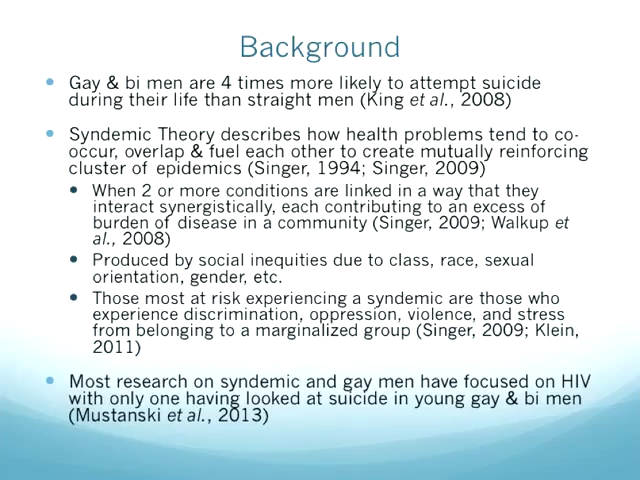 Background
• Gay & bi men are 4 times more likely to attempt suicide
during their life than straight men (King et al., 2008)
• Syndemic Theory describes how health problems tend to co-
occur, overlap & fuel each other to create mutually reinforcing
cluster of epidemics (Singer, 1994; Singer, 2009)
• When 2 or more conditions are linked in a way that they
interact synergistically, each contributing to an excess of
burden of disease in a community (Singer, 2009; Walkup et
al., 2008)
• Produced by social inequities due to class, race, sexual
orientation, gender, etc.
• Those most at risk experiencing a syndemic are those who
experience discrimination, oppression, violence, and stress
from belonging to a marginalized group (Singer, 2009; Klein,
2011)
• Most research on syndemic and gay men have focused on HIV
with only one having looked at suicide in young gay & bi men
(Mustanski et al., 2013)